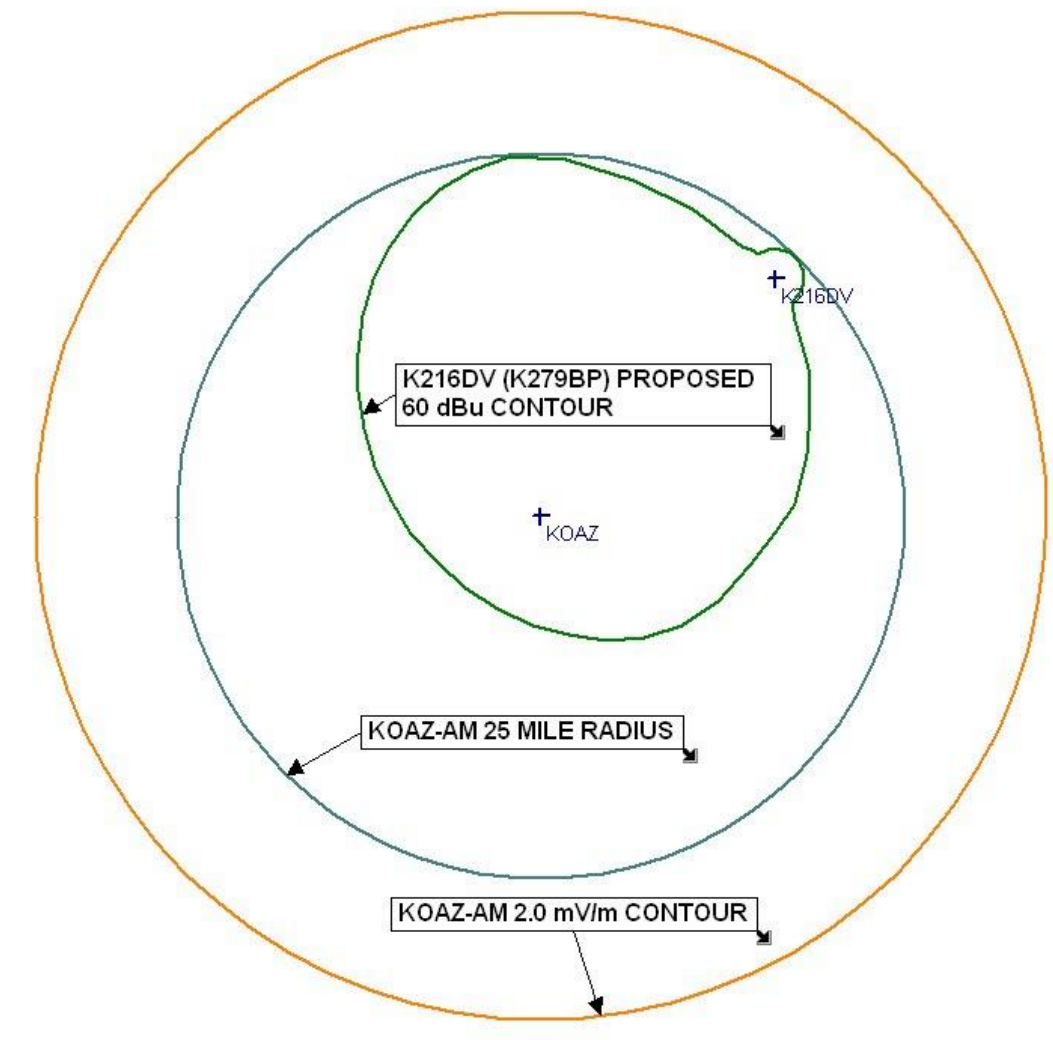 K216DV
K216DV (K279BP) PROPOSED
60 dBu CONTOUR
KOAZ
KOAZ-AM 25 MILE RADIUS
KOAZ-AM 2.0 mV/m CONTOUR